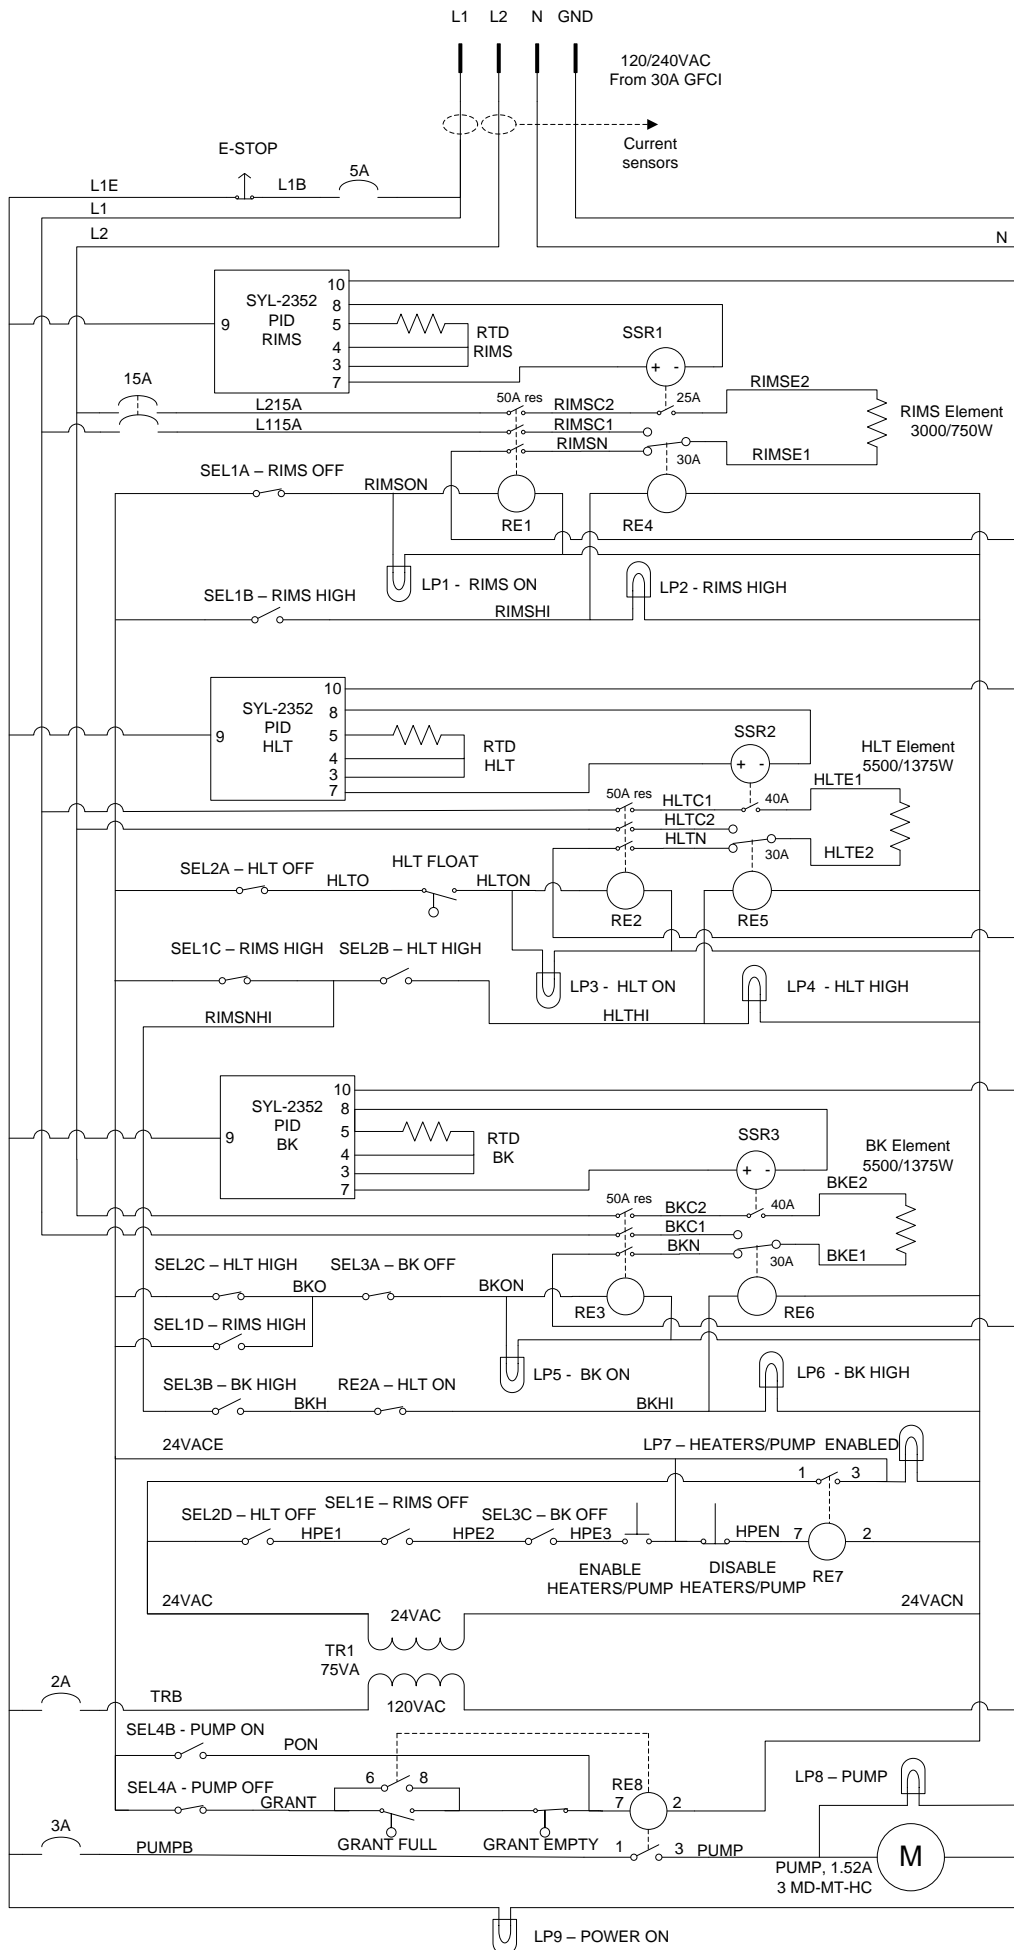 L1 L2 N GND
120/240VAC
From 30A GFCI
Current
sensors
E-STOP
5A
L1E L1B
L1
L2 N
SYL-2352
PID
RIMS
9 10
8
5
4
3
7
RTD
RIMS
SSR1
+ -
15A
L215A
L115A
50A res
RIMSC2
RIMSC1
RIMSN
25A
30A
RIMSE2
RIMSE1
RIMS Element
3000/750W
SEL1A – RIMS OFF
RIMSON
RE1 RE4
LP1 - RIMS ON
LP2 - RIMS HIGH
SEL1B – RIMS HIGH
RIMSHI
SYL-2352
PID
HLT
9 10
8
5
4
3
7
RTD
HLT
SSR2
+ -
HLT Element
5500/1375W
50A res
HLTC1
HLTC2
HLTN
40A
30A
HLTE1
HLTE2
SEL2A – HLT OFF
HLTO
HLT FLOAT
HLTON
RE2 RE5
SEL1C – RIMS HIGH SEL2B – HLT HIGH
LP3 - HLT ON
LP4 - HLT HIGH
RIMSNHI HLTHI
SYL-2352
PID
BK
9 10
8
5
4
3
7
RTD
BK
SSR3
+ -
BK Element
5500/1375W
50A res
BKC2
BKC1
BKN
40A
30A
BKE2
BKE1
SEL2C – HLT HIGH SEL3A – BK OFF
BKO BKON
RE3 RE6
SEL1D – RIMS HIGH
LP5 - BK ON
LP6 - BK HIGH
SEL3B – BK HIGH RE2A – HLT ON
BKH BKHI
24VACE LP7 – HEATERS/PUMP ENABLED
1 3
SEL2D – HLT OFF SEL1E – RIMS OFF SEL3C – BK OFF
HPE1 HPE2 HPE3 HPEN 7 2
ENABLE
HEATERS/PUMP
DISABLE
HEATERS/PUMP
RE7
24VAC 24VAC 24VACN
TR1
75VA
2A
TRB 120VAC
SEL4B - PUMP ON
PON
SEL4A - PUMP OFF
GRANT
6 8
RE8
7 2
LP8 – PUMP
3A
GRANT FULL GRANT EMPTY
PUMPB
1 3 PUMP
M
PUMP, 1.52A
3 MD-MT-HC
LP9 – POWER ON